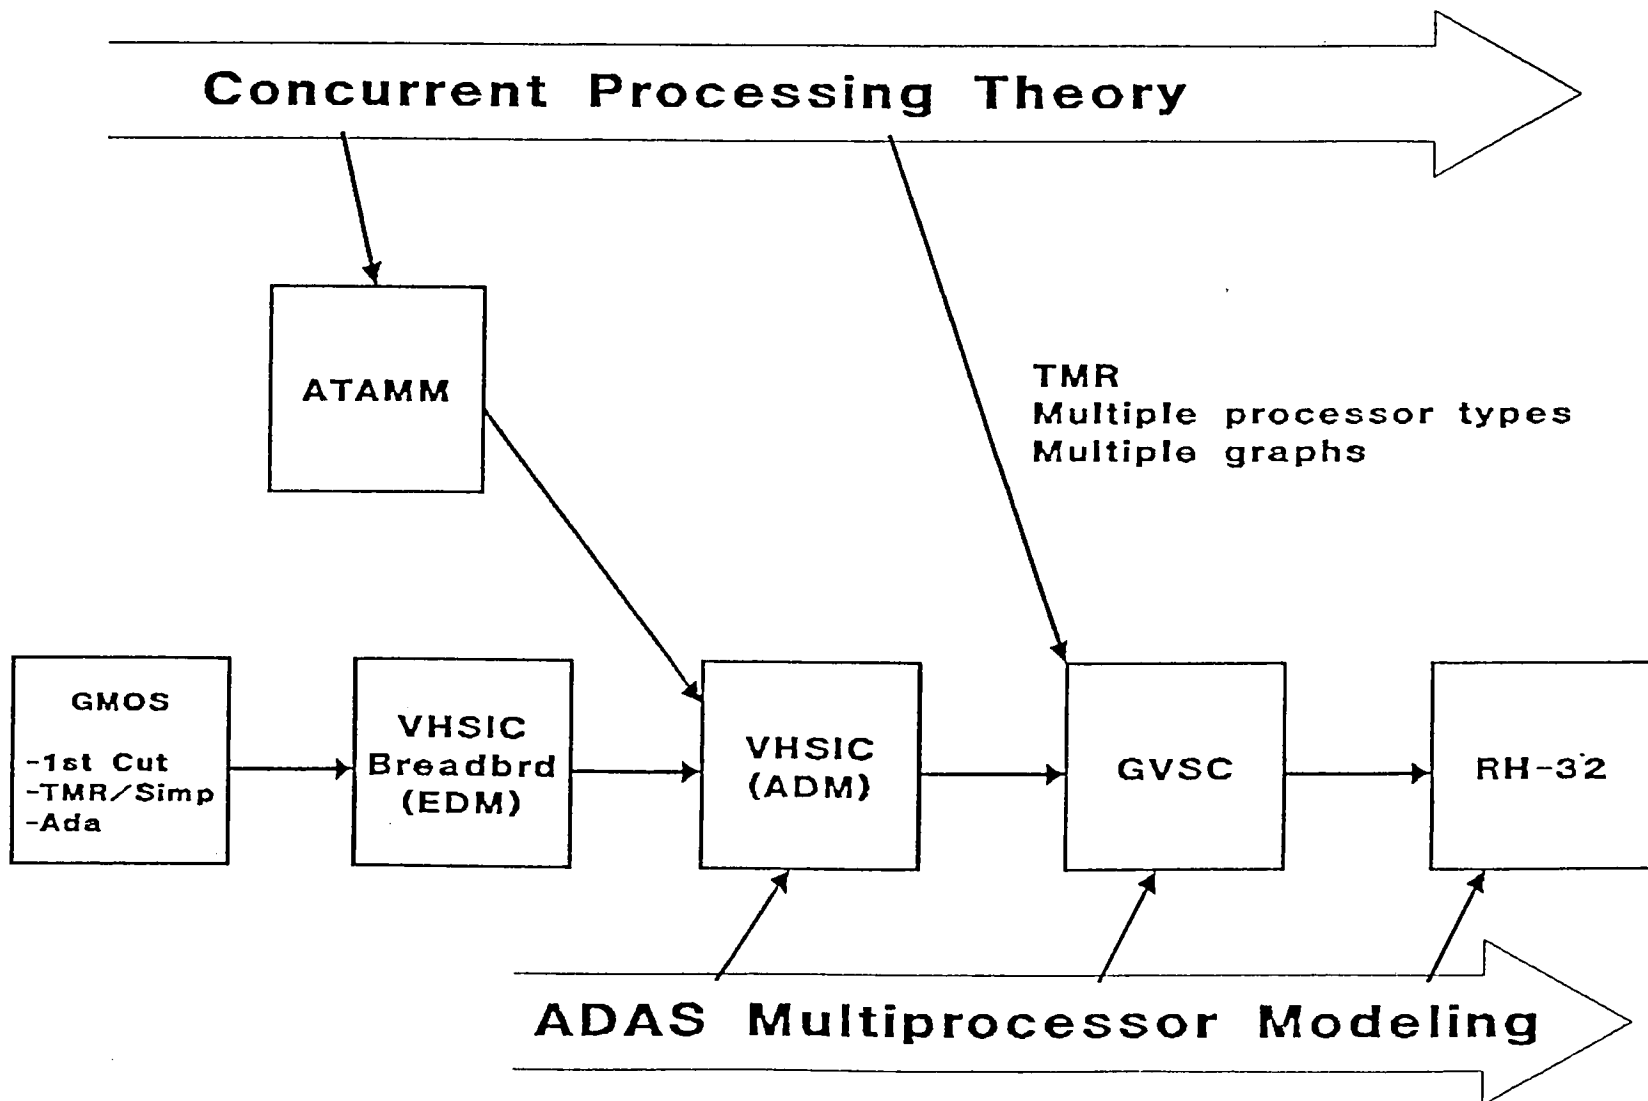 Concurrent Processing Theory
ATAMM
TMR
Multiple processor types
Multiple graphs
GMOS
-1st Cut
-TMR/Simp
-Ada
VHSIC
Breadbrd
(EDM)
VHSIC
(ADM)
GVSC
RH-32
ADAS Multiprocessor Modeling